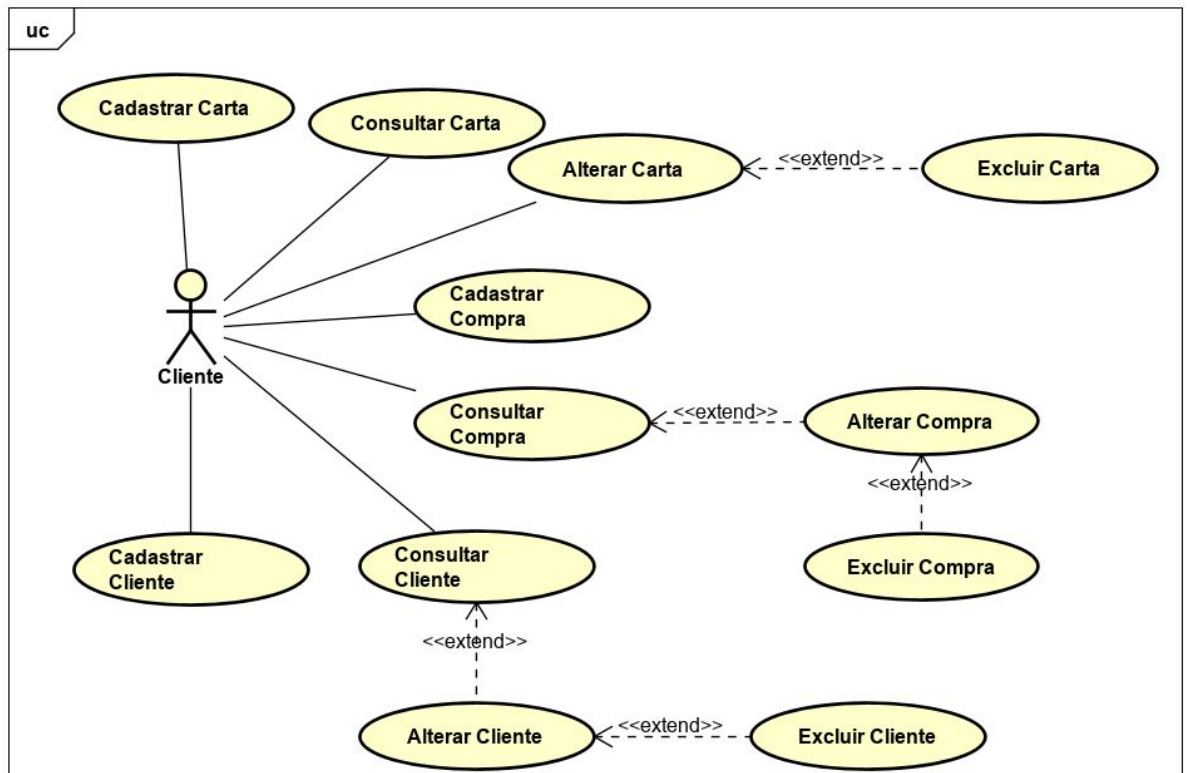 uc
Cadastrar Carta
Consultar Carta
Alterar Carta
<<extend>>
Excluir Carta
Cadastrar
Compra
Cliente
Consultar
Compra
<<extend>>
Alterar Compra
<<extend>>
Excluir Compra
Cadastrar
Cliente
Consultar
Cliente
<<extend>>
Alterar Cliente
<<extend>>
Excluir Cliente